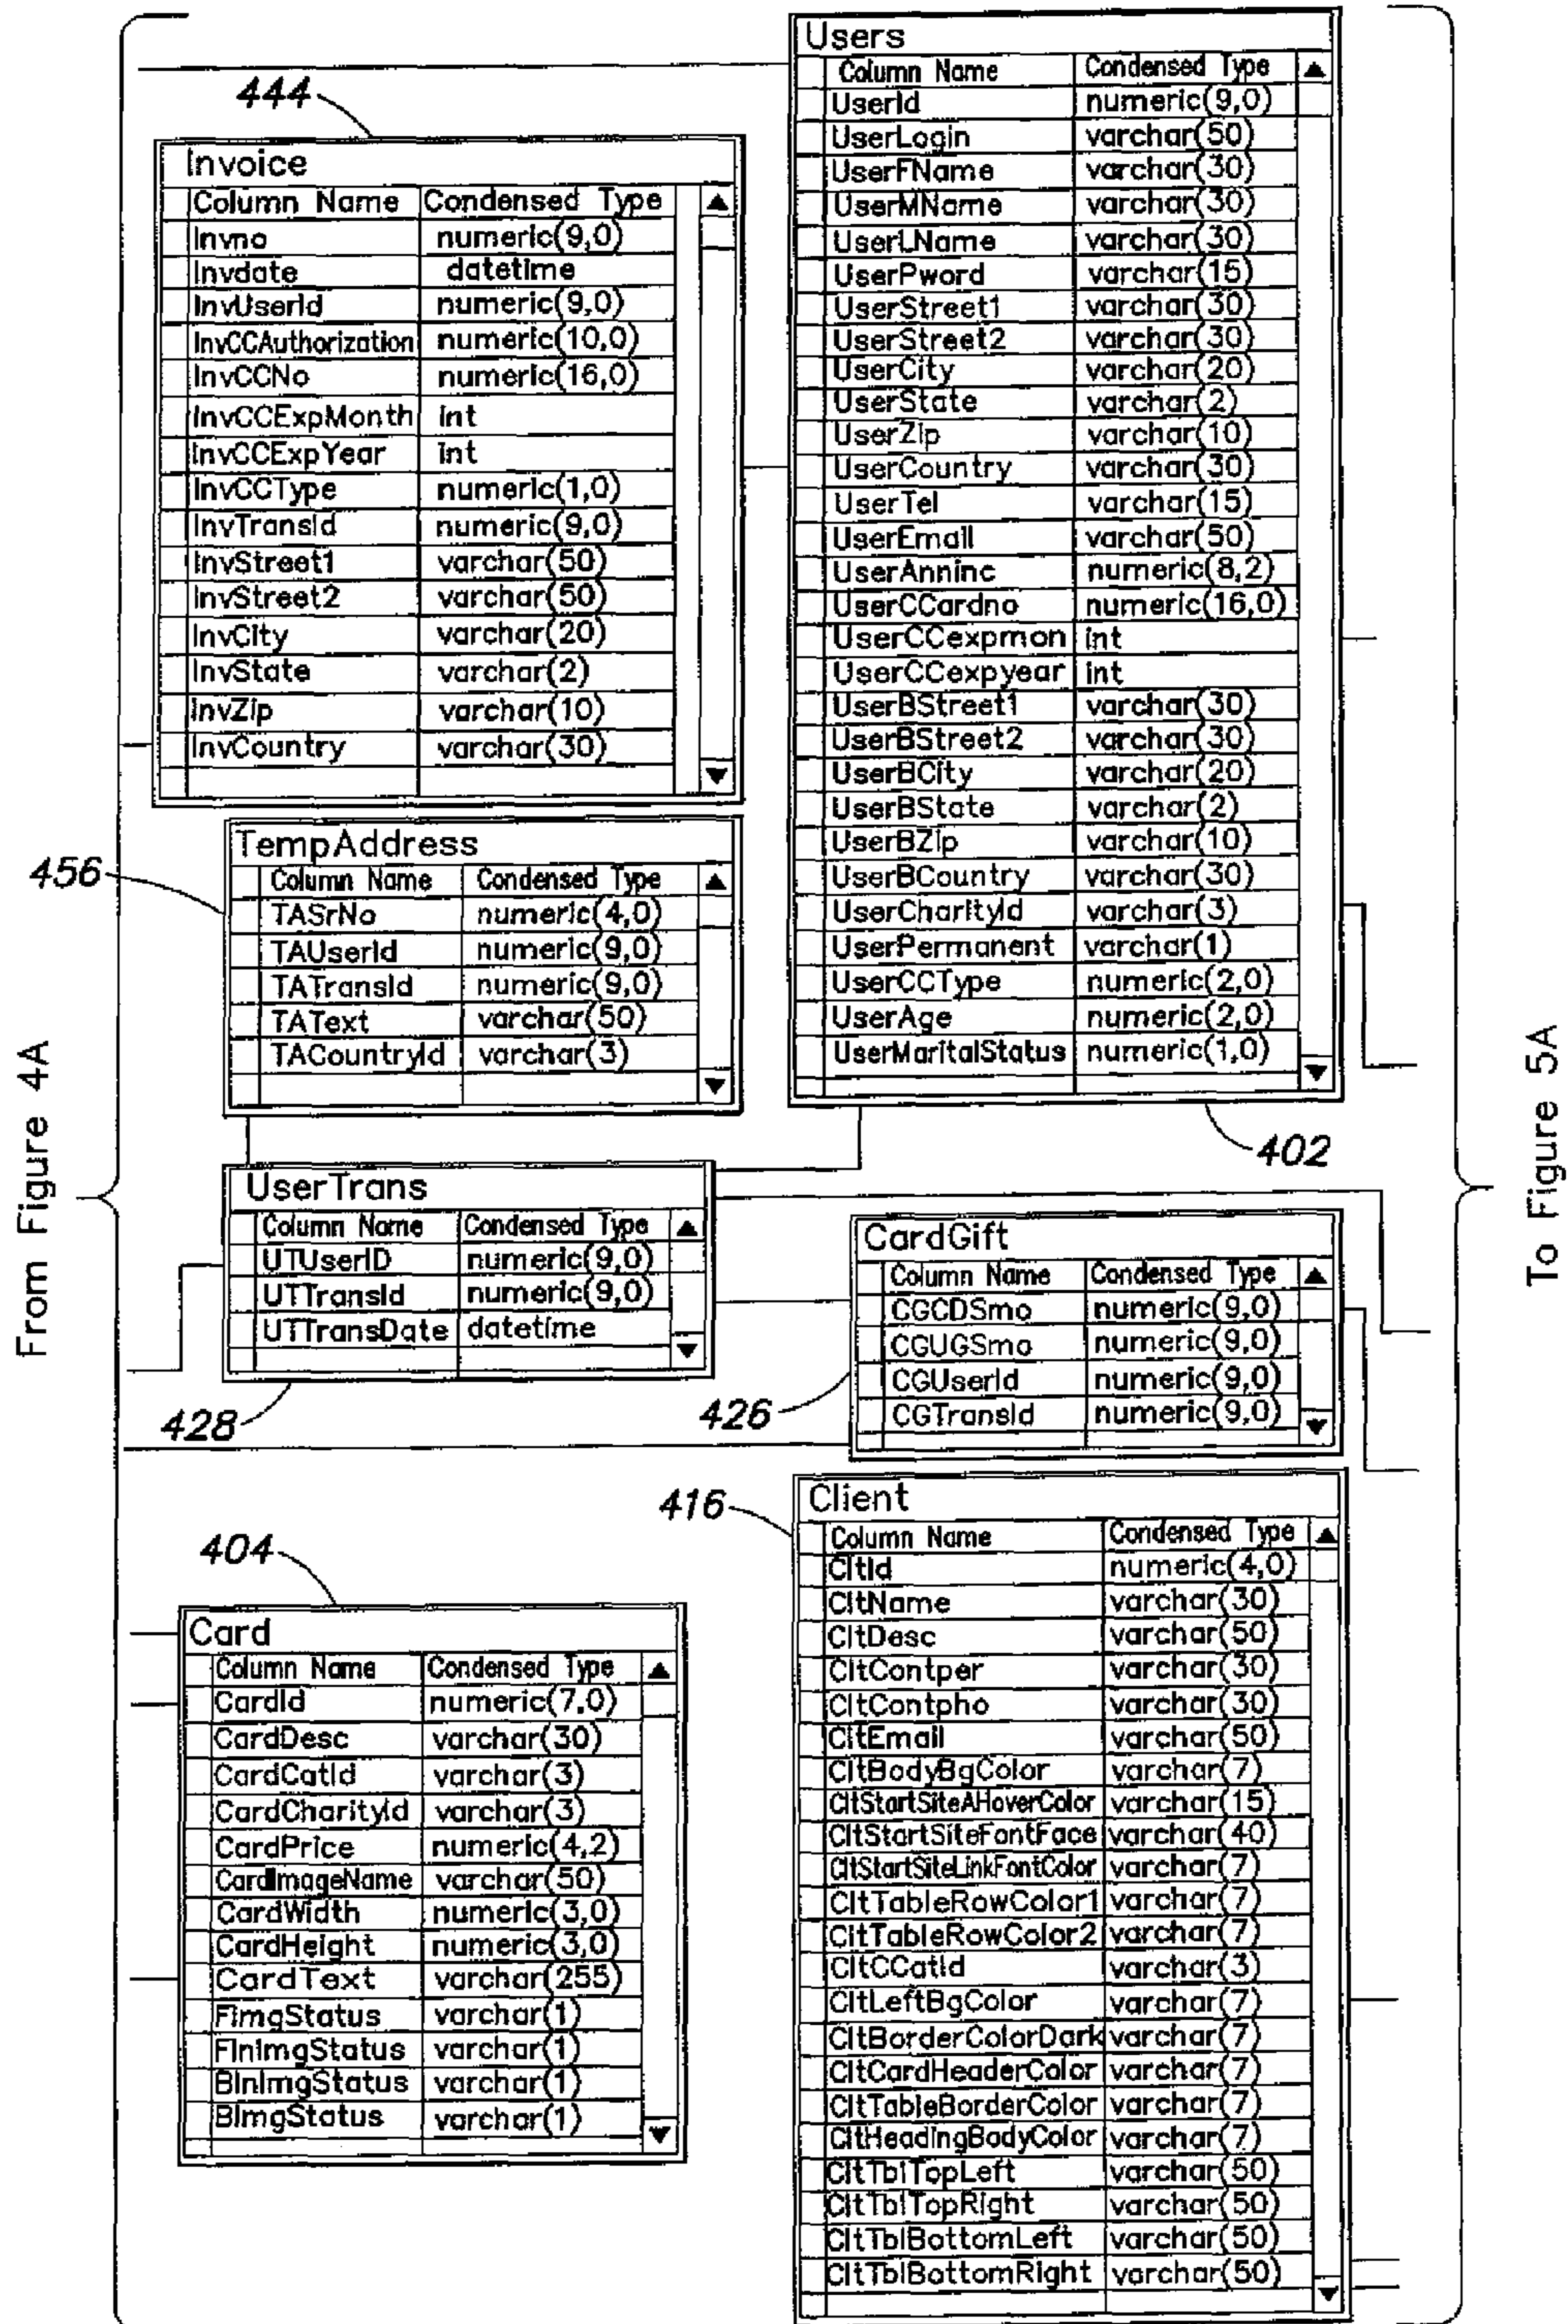 From Figure 4A
444
Invoice
Column Name Condensed Type
Invno numeric(9,0)
Invdate datetime
InvUserId numeric(9,0)
InvCCAuthorization numeric(10,0)
InvCCNo numeric(16,0)
InvCCExpMonth int
InvCCExpYear int
InvCCType numeric(1,0)
InvTransId numeric(9,0)
InvStreet1 varchar(50)
InvStreet2 varchar(50)
InvCity varchar(20)
InvState varchar(2)
InvZip varchar(10)
InvCountry varchar(30)
456
TempAddress
Column Name Condensed Type
TASrNo numeric(4,0)
TAUserId numeric(9,0)
TATransId numeric(9,0)
TAText varchar(50)
TACountryId varchar(3)
UserTrans
Column Name Condensed Type
UTUserID numeric(9,0)
UTTransId numeric(9,0)
UTTransDate datetime
428
404
Card
Column Name Condensed Type
CardId numeric(7,0)
CardDesc varchar(30)
CardCatId varchar(3)
CardCharityId varchar(3)
CardPrice numeric(4,2)
CardImageName varchar(50)
CardWidth numeric(3,0)
CardHeight numeric(3,0)
CardText varchar(255)
FImgStatus varchar(1)
FInImgStatus varchar(1)
BInImgStatus varchar(1)
BImgStatus varchar(1)
Users
Column Name Condensed Type
UserId numeric(9,0)
UserLogin varchar(50)
UserFName varchar(30)
UserMName varchar(30)
UserLName varchar(30)
UserPword varchar(15)
UserStreet1 varchar(30)
UserStreet2 varchar(30)
UserCity varchar(20)
UserState varchar(2)
UserZip varchar(10)
UserCountry varchar(30)
UserTel varchar(15)
UserEmail varchar(50)
UserAnninc numeric(8,2)
UserCCardno numeric(16,0)
UserCCexpmon int
UserCCexpyear int
UserBStreet1 varchar(30)
UserBStreet2 varchar(30)
UserBCity varchar(20)
UserBState varchar(2)
UserBZip varchar(10)
UserBCountry varchar(30)
UserCharityId varchar(3)
UserPermanent varchar(1)
UserCCType numeric(2,0)
UserAge numeric(2,0)
UserMaritalStatus numeric(1,0)
402
CardGift
Column Name Condensed Type
CGCDSrno numeric(9,0)
CGUGSrno numeric(9,0)
CGUserId numeric(9,0)
CGTransId numeric(9,0)
426
416
Client
Column Name Condensed Type
CltId numeric(4,0)
CltName varchar(30)
CltDesc varchar(50)
CltContper varchar(30)
CltContpho varchar(30)
CltEmail varchar(50)
CltBodyBgColor varchar(7)
CltStartSiteAHoverColor varchar(15)
CltStartSiteFontFace varchar(40)
CltStartSiteLinkFontColor varchar(7)
CltTableRowColor1 varchar(7)
CltTableRowColor2 varchar(7)
CltCCatId varchar(3)
CltLeftBgColor varchar(7)
CltBorderColorDark varchar(7)
CltCardHeaderColor varchar(7)
CltTableBorderColor varchar(7)
CltHeadingBodyColor varchar(7)
CltTblTopLeft varchar(50)
CltTblTopRight varchar(50)
CltTblBottomLeft varchar(50)
CltTblBottomRight varchar(50)
To Figure 5A